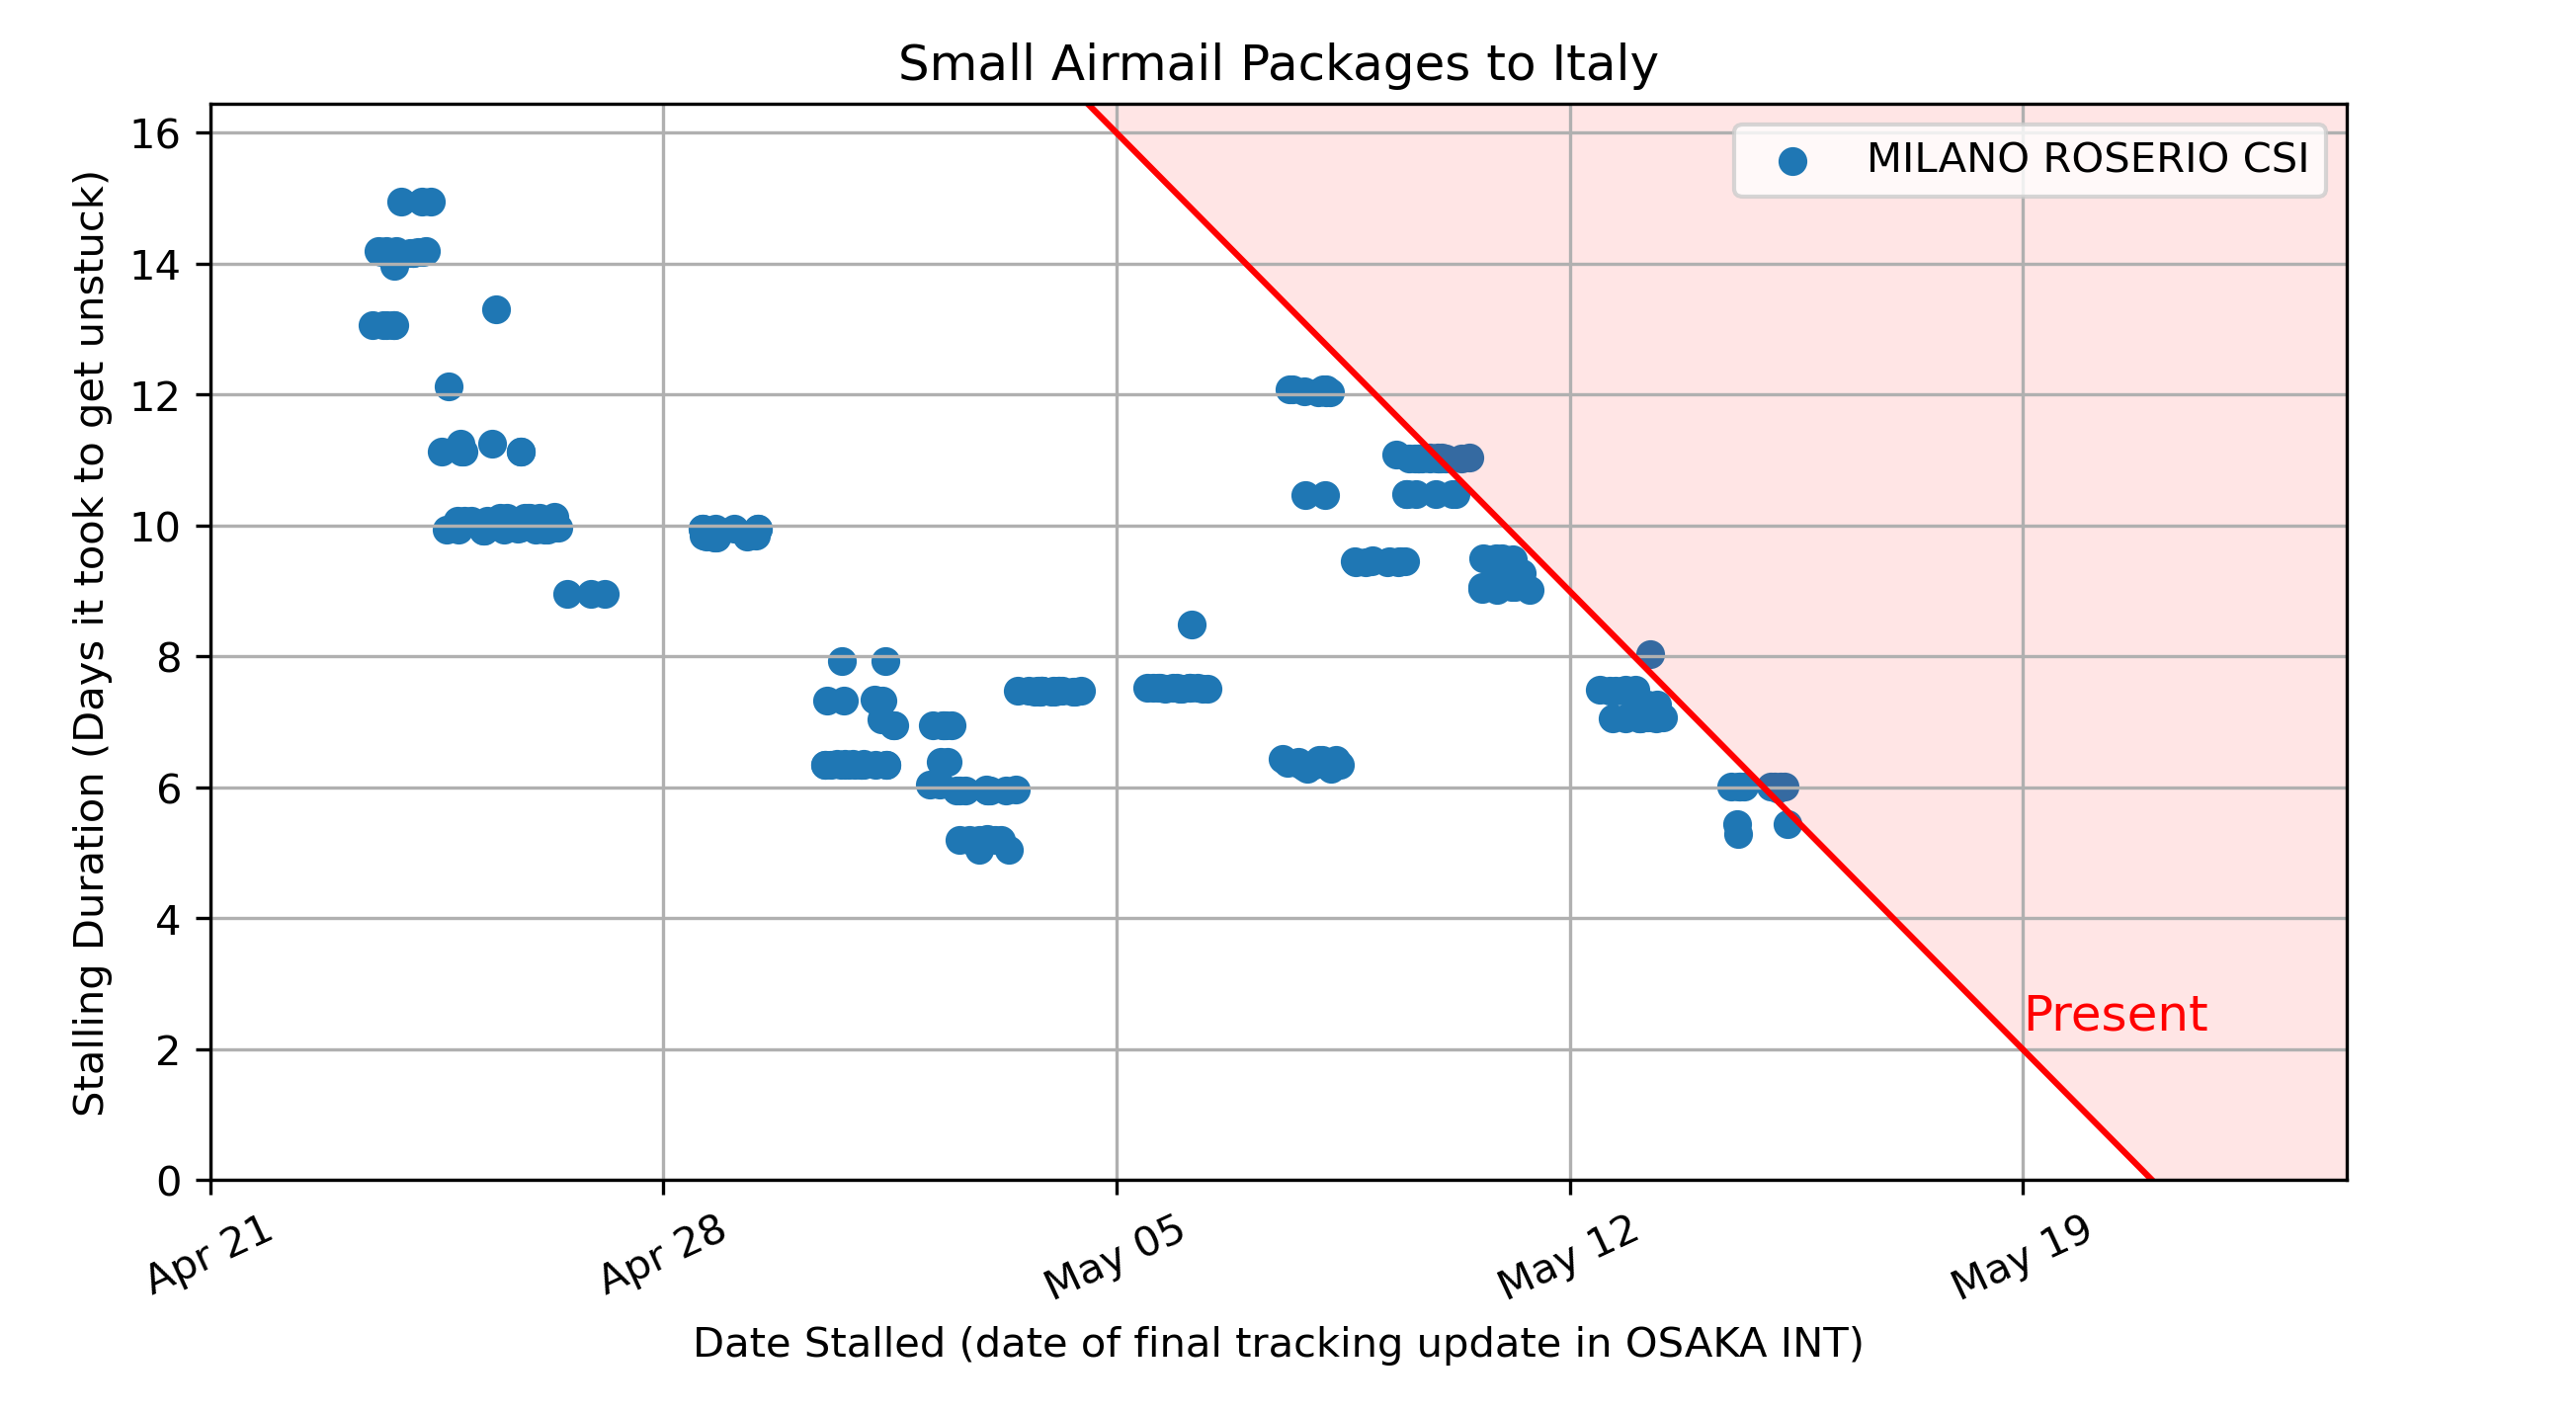 Small Airmail Packages to Italy
MILANO ROSERIO CSI
Stalling Duration (Days it took to get unstuck)
16
14
12
10
8
6
4
2
0
Present
Apr 21
Apr 28
May 05
May 12
May 19
Date Stalled (date of final tracking update in OSAKA INT)